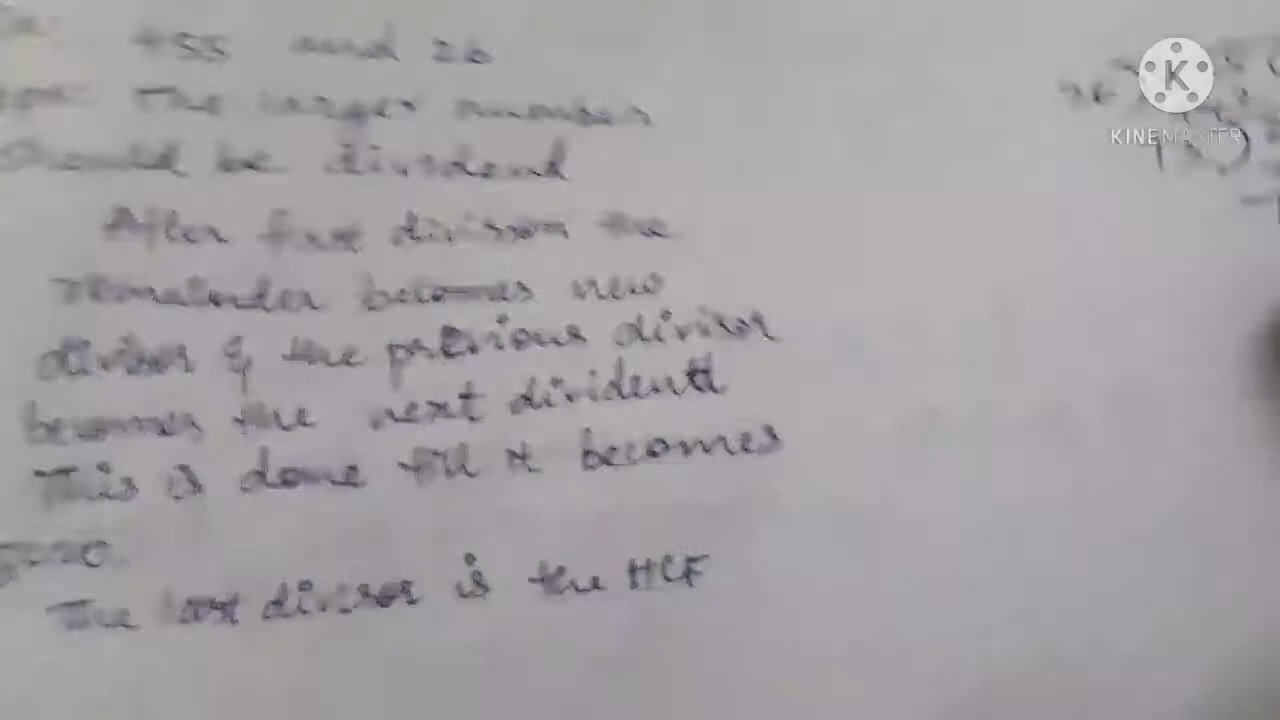 455 and 26
The larger number
should be dividend
After first division the
remainder becomes new
divisor & the previous divisor
becomes the next dividend
This is done till it becomes
zero.
The last divisor is the HCF
KINEMASTER